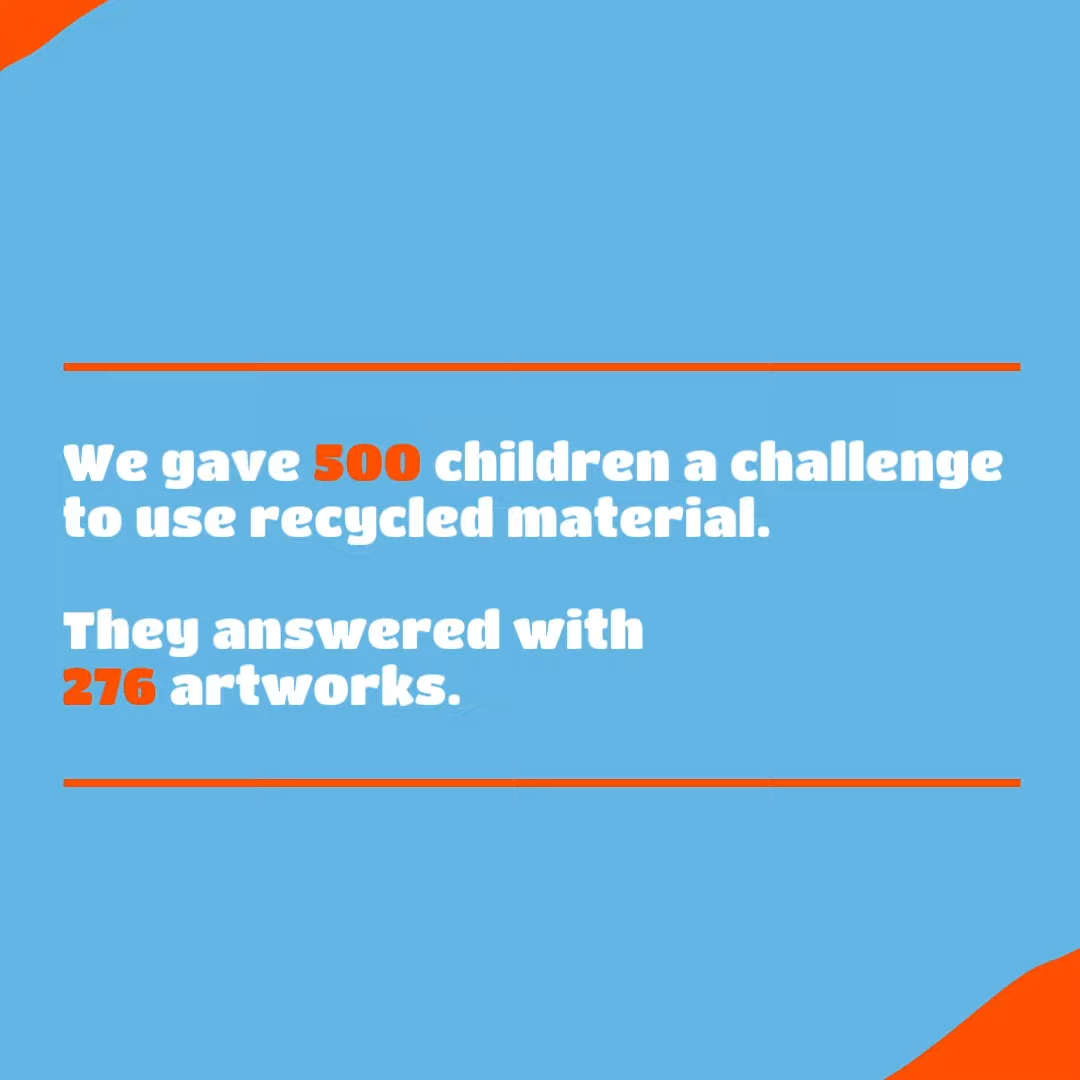 We gave 500 children a challenge
to use recycled material.
They answered with
276 artworks.